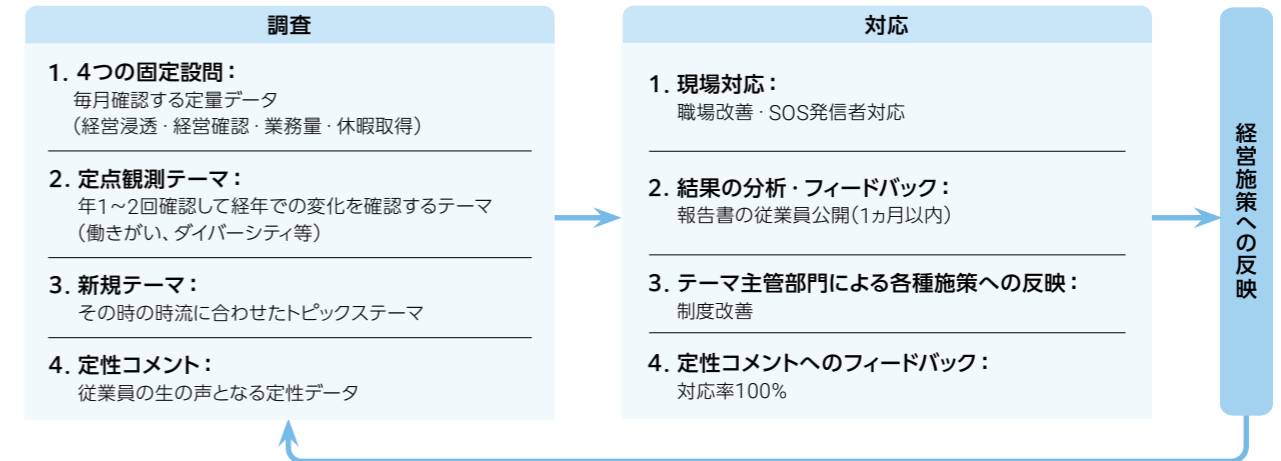 調査
1. 4つの固定設問：
毎月確認する定量データ
（経営浸透・経営確認・業務量・休暇取得）
2. 定点観測テーマ：
年1～2回確認して経年での変化を確認するテーマ
（働きがい、ダイバーシティ等）
3. 新規テーマ：
その時の時流に合わせたトピックステーマ
4. 定性コメント：
従業員の生の声となる定性データ
対応
1. 現場対応：
職場改善・SOS発信者対応
2. 結果の分析・フィードバック：
報告書の従業員公開（1ヵ月以内）
3. テーマ主管部門による各種施策への反映：
制度改善
4. 定性コメントへのフィードバック：
対応率100%
経営施策への反映